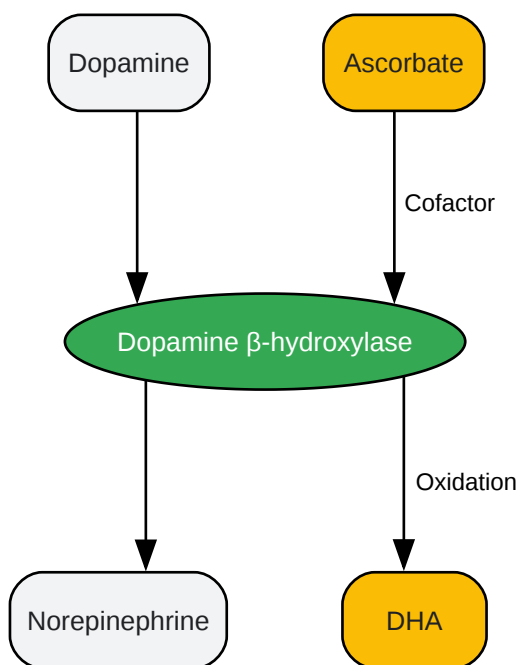 Dopamine
Ascorbate
Cofactor
Dopamine β-hydroxylase
Oxidation
Norepinephrine
DHA